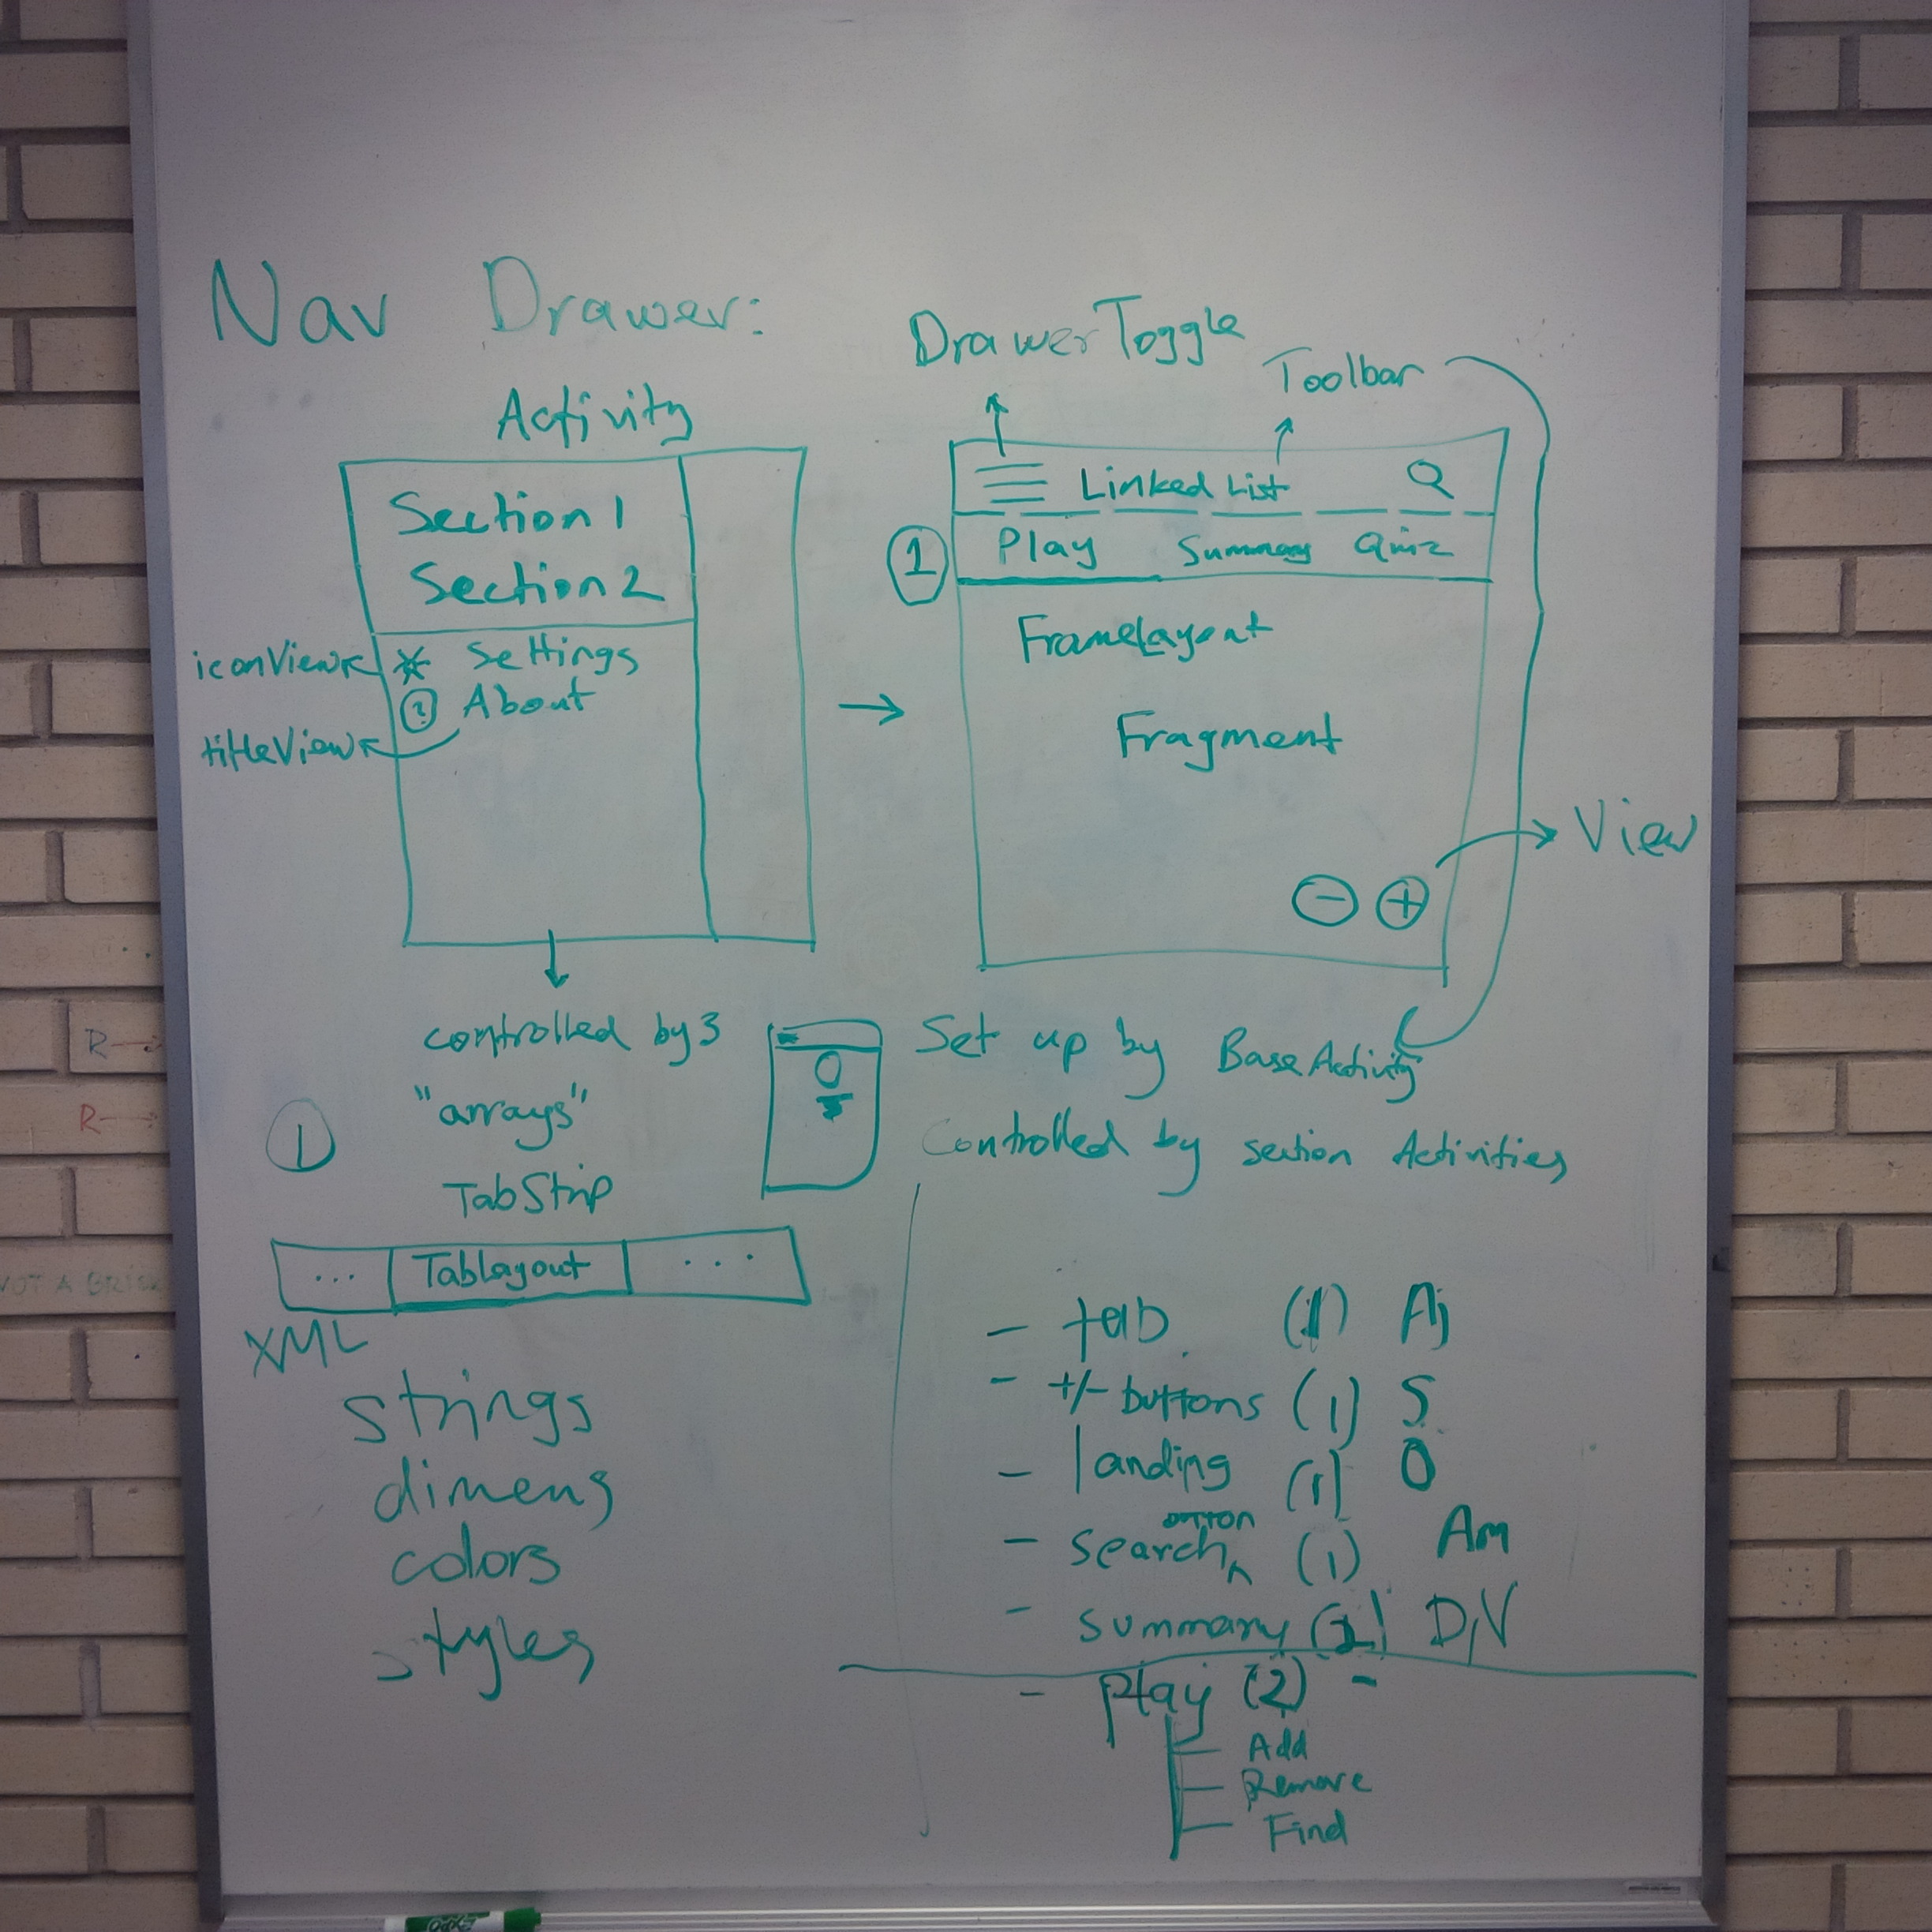 Nav Drawer:
Activity
Section 1
Section 2
iconView
Settings
? About
titleView
controlled by 3
"arrays"
1
TabStrip
... TabLayout ...
XML
strings
dimens
colors
styles
DrawerToggle
Toolbar
Linked List
1
Play Summary Quiz
FrameLayout
Fragment
View
- +
Set up by BaseActivity
Controlled by section Activities
- tab (1) Aj
- +/- buttons (1) S
- landing (1) O
- search button (1) Am
- summary (1) D,V
- play (2) -
Add
Remove
Find
R
R
NOT A BRICK
EXPO